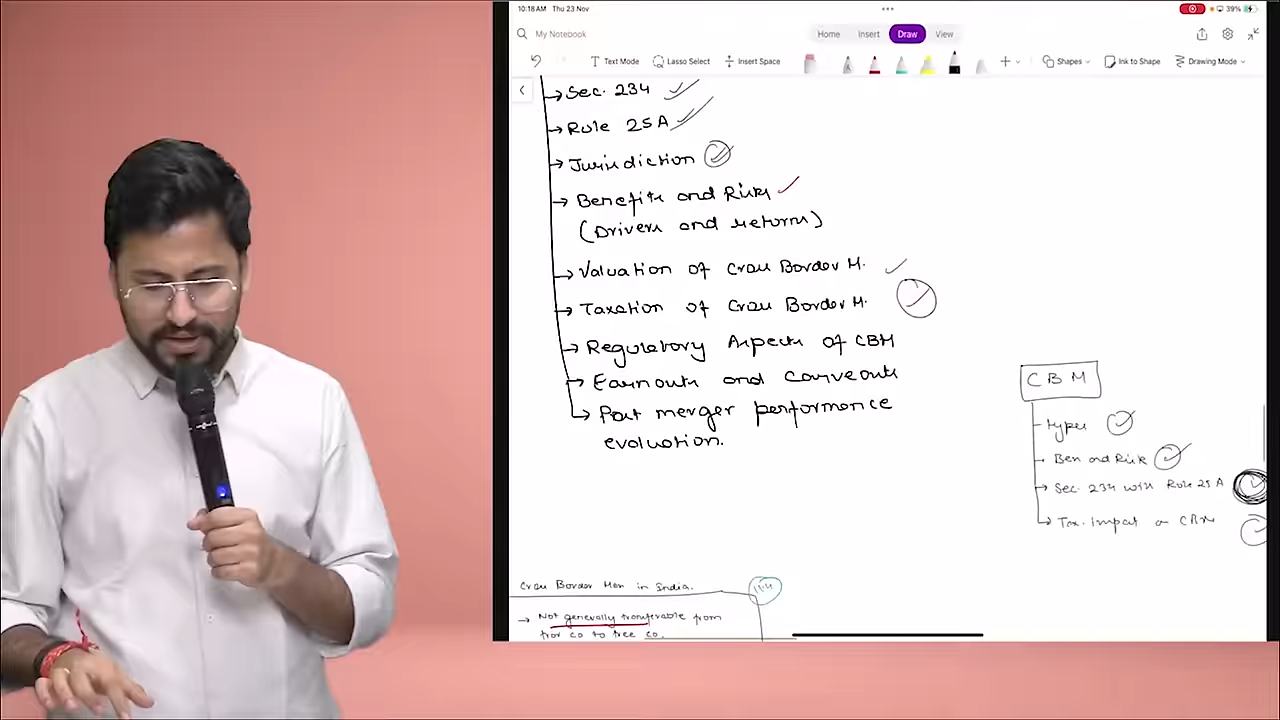 10:18 AM Thu 23 Nov
39%
My Notebook
Home Insert Draw View
Text Mode Lasso Select Insert Space Shapes Ink to Shape Drawing Mode
→ Sec. 234
→ Rule 25A
→ Jurisdiction
→ Benefits and Risks
(Drivers and returns)
→ Valuation of Cross Border M.
→ Taxation of Cross Border M.
→ Regulatory Aspects of CBM
→ Earnouts and Carveouts
→ Post merger performance
evaluation.
CBM
Types
Ben and Risk
Sec. 234 with Rule 25A
Tax. Impact on CBM
Cross Border Mer in India.
→ Not generally transferable from
tror co to tree co.